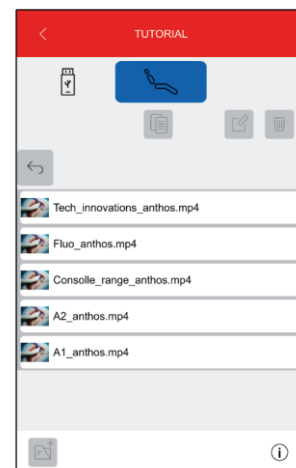 TUTORIAL
Tech_innovations_anthos.mp4
Fluo_anthos.mp4
Consolle_range_anthos.mp4
A2_anthos.mp4
A1_anthos.mp4